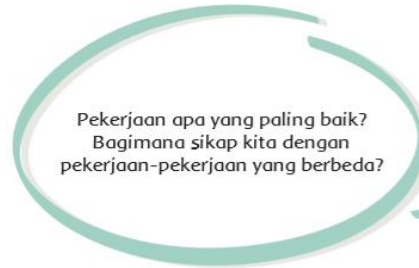 Pekerjaan apa yang paling baik?
Bagimana sikap kita dengan
pekerjaan-pekerjaan yang berbeda?